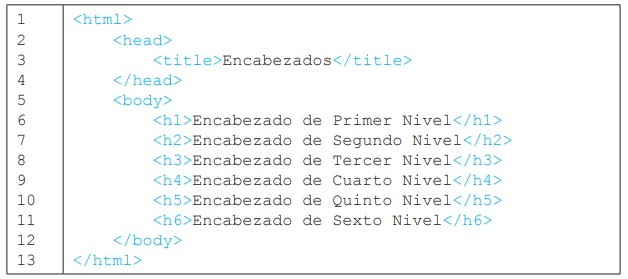 1 <html>
2 <head>
3 <title>Encabezados</title>
4 </head>
5 <body>
6 <h1>Encabezado de Primer Nivel</h1>
7 <h2>Encabezado de Segundo Nivel</h2>
8 <h3>Encabezado de Tercer Nivel</h3>
9 <h4>Encabezado de Cuarto Nivel</h4>
10 <h5>Encabezado de Quinto Nivel</h5>
11 <h6>Encabezado de Sexto Nivel</h6>
12 </body>
13 </html>